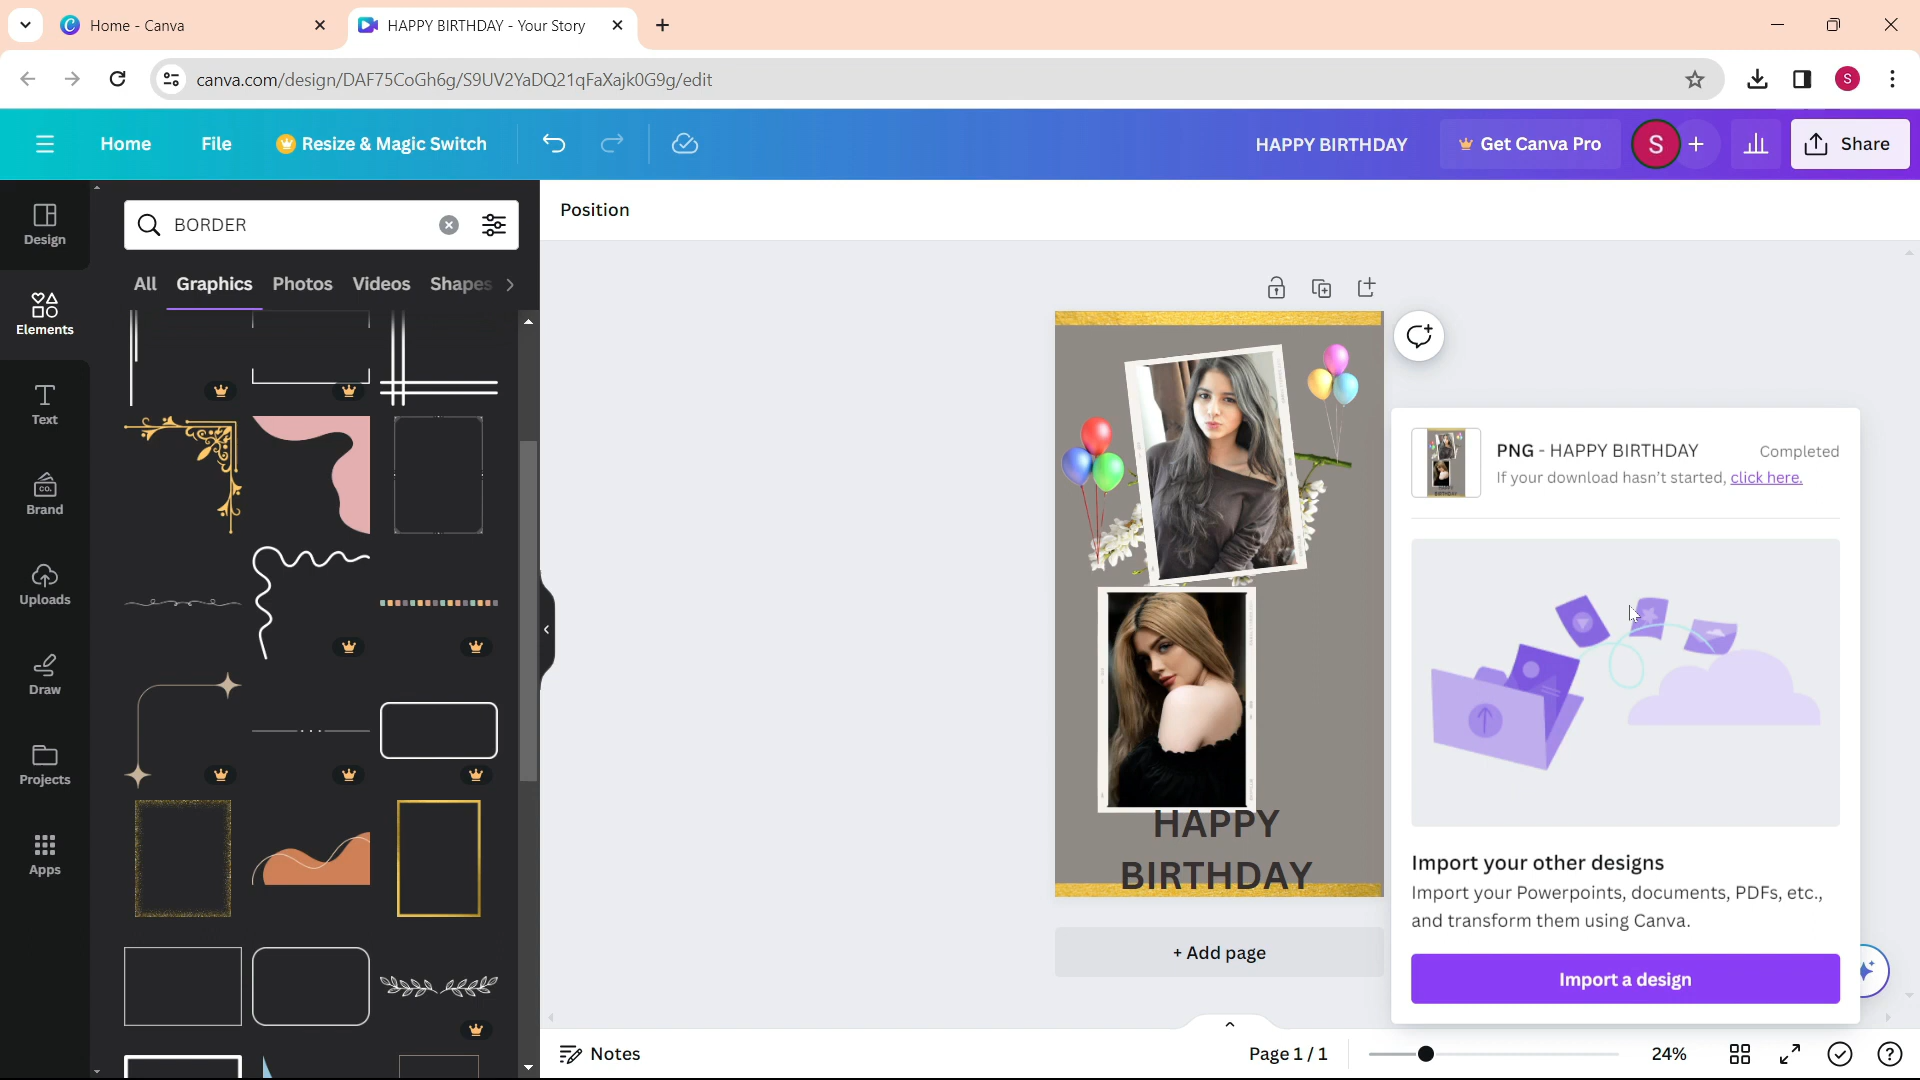 Home - Canva
HAPPY BIRTHDAY - Your Story
canva.com/design/DAF75CoGh6g/S9UV2YaDQ21qFaXajk0G9g/edit
S
Home
File
Resize & Magic Switch
HAPPY BIRTHDAY
Get Canva Pro
S
Share
Design
Elements
Text
Brand
Uploads
Draw
Projects
Apps
BORDER
All
Graphics
Photos
Videos
Shapes
Position
HAPPY
BIRTHDAY
+ Add page
PNG - HAPPY BIRTHDAY
Completed
If your download hasn't started, click here.
Import your other designs
Import your Powerpoints, documents, PDFs, etc.,
and transform them using Canva.
Import a design
Notes
Page 1 / 1
24%